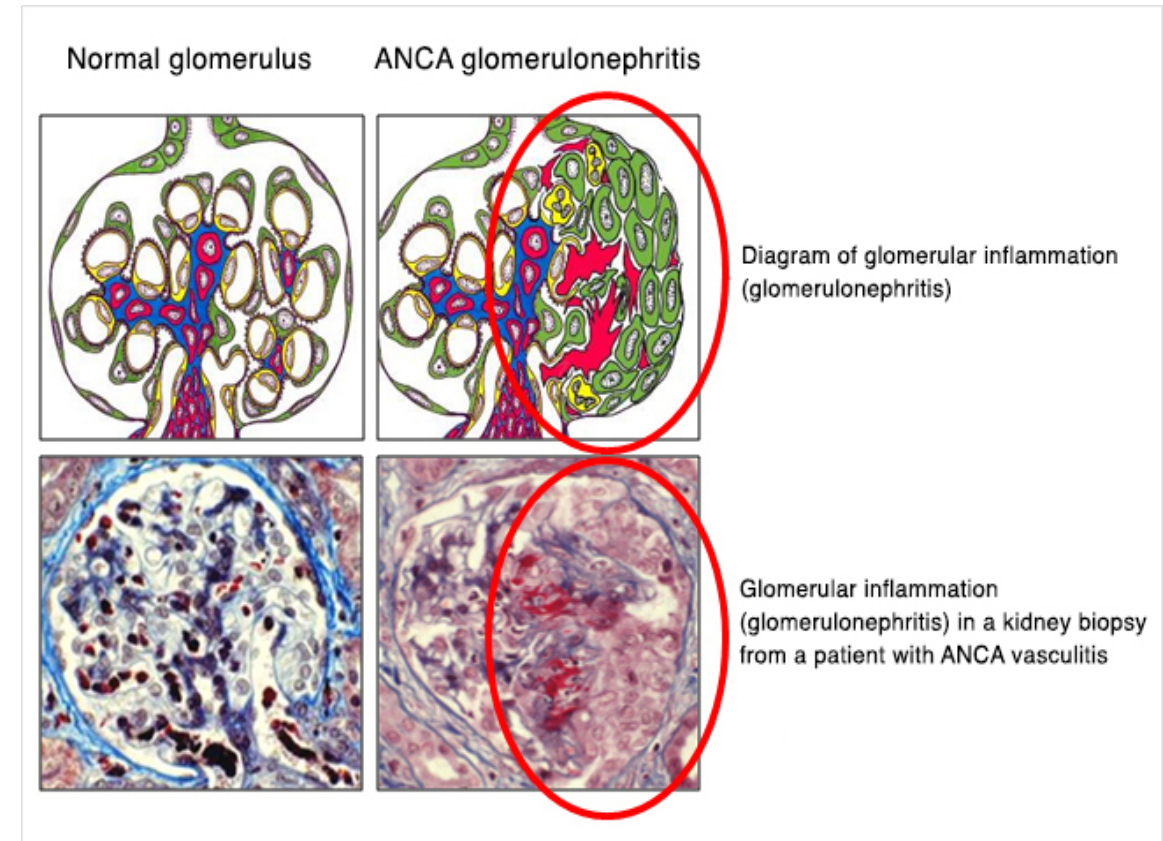 Normal glomerulus
ANCA glomerulonephritis
Diagram of glomerular inflammation
(glomerulonephritis)
Glomerular inflammation
(glomerulonephritis) in a kidney biopsy
from a patient with ANCA vasculitis